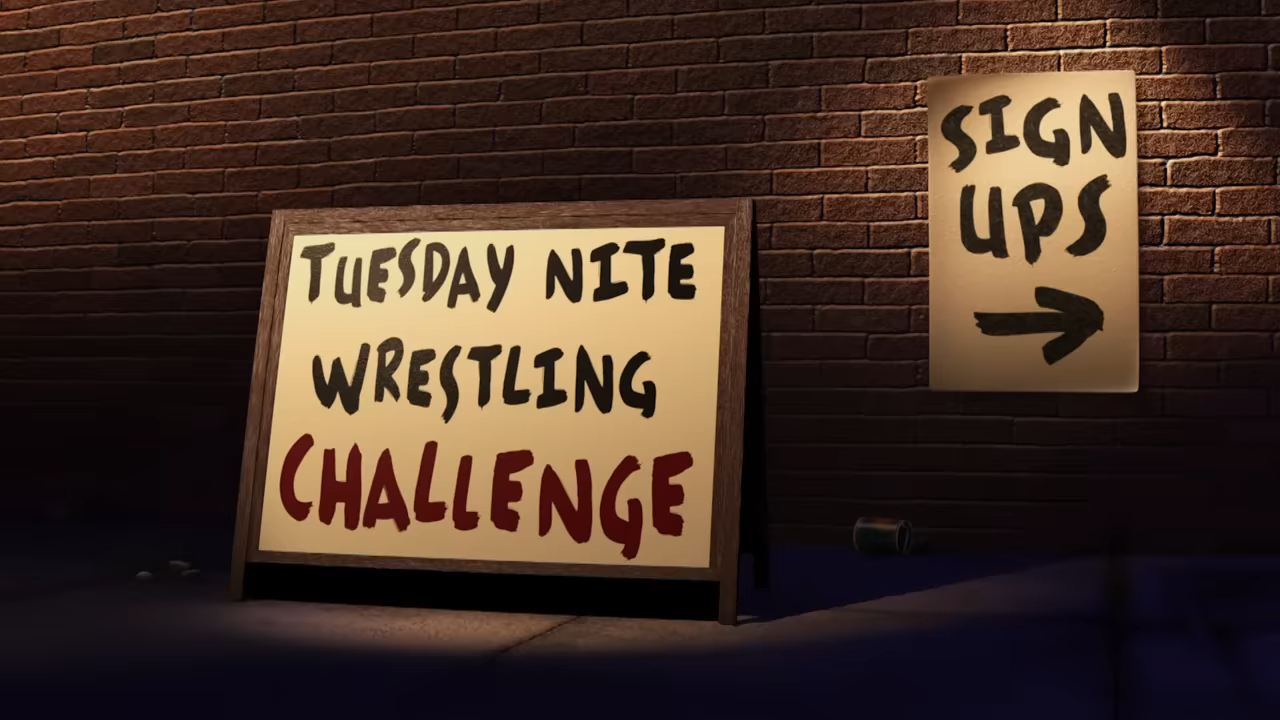 TUESDAY NITE
WRESTLING
CHALLENGE
SIGN
UPS